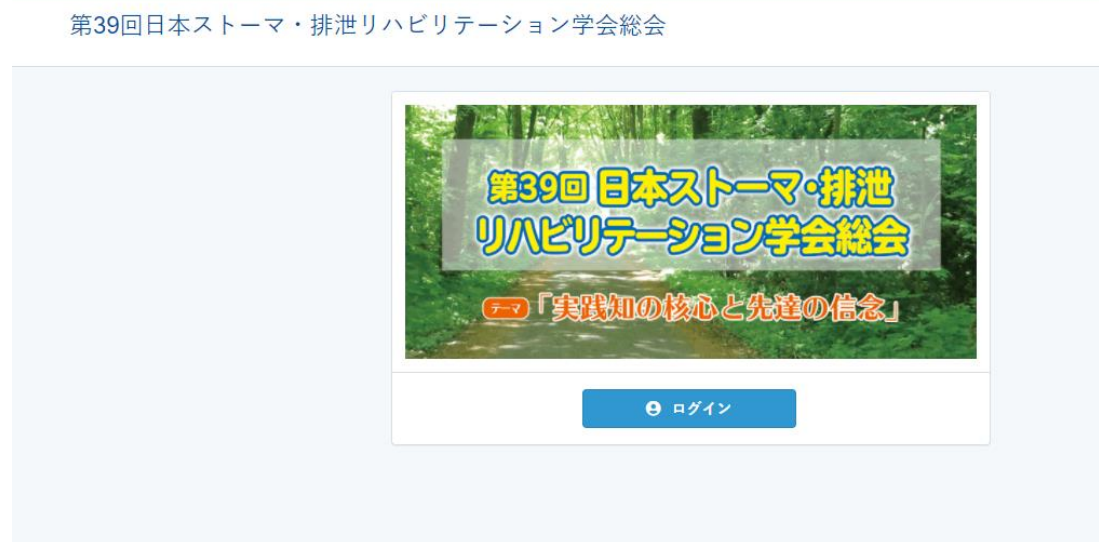 第39回日本ストーマ・排泄リハビリテーション学会総会
第39回 日本ストーマ・排泄
リハビリテーション学会総会
テーマ「実践知の核心と先達の信念」
ログイン